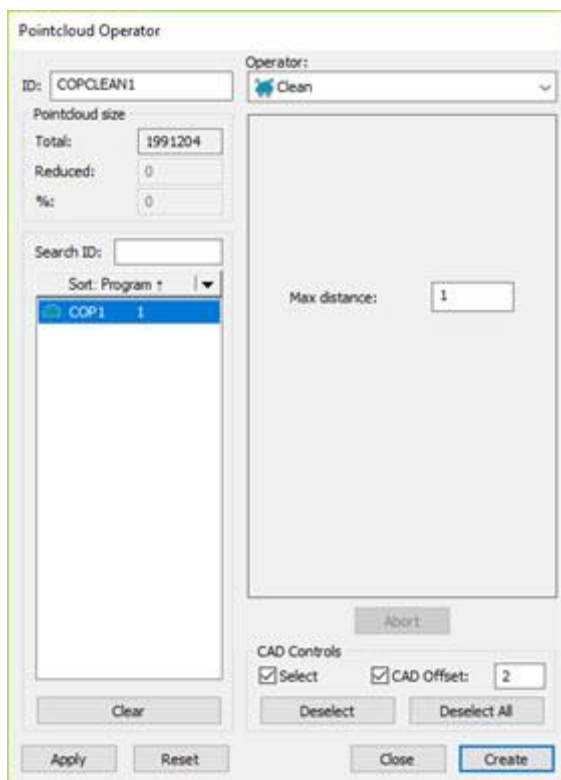 Pointcloud Operator
ID: COPCLEAN1
Operator:
Clean
Pointcloud size
Total: 1991204
Reduced: 0
%: 0
Search ID:
Sort: Program ↑
COP1 1
Max distance: 1
Abort
CAD Controls
Select
CAD Offset: 2
Clear
Deselect
Deselect All
Apply
Reset
Close
Create